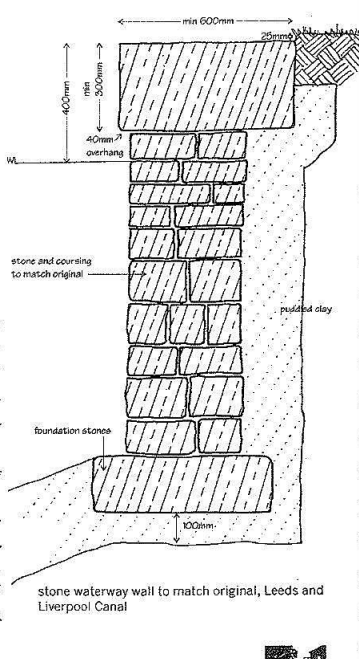 min 600mm
25mm
400mm
min
300mm
40mm
overhang
WL
stone and coursing
to match original
puddled clay
foundation stones
100mm
stone waterway wall to match original, Leeds and
Liverpool Canal